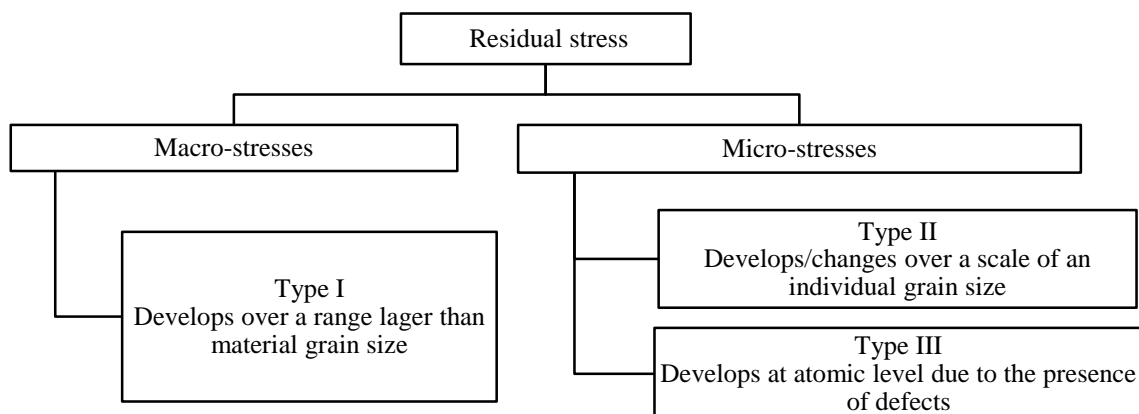 Residual stress
Macro-stresses
Micro-stresses
Type I
Develops over a range lager than
material grain size
Type II
Develops/changes over a scale of an
individual grain size
Type III
Develops at atomic level due to the presence
of defects